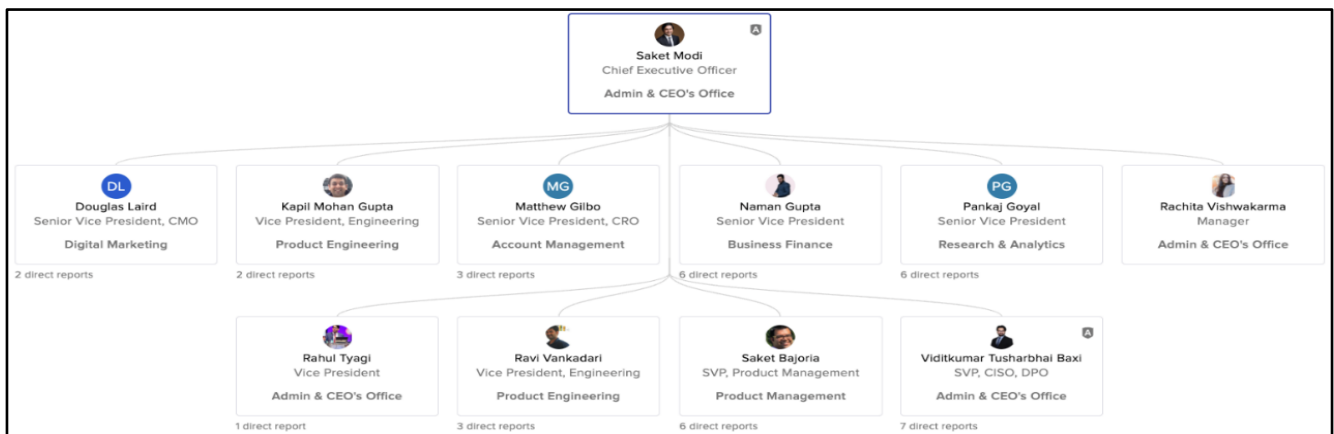 Saket Modi
Chief Executive Officer
Admin & CEO's Office
DL
Douglas Laird
Senior Vice President, CMO
Digital Marketing
2 direct reports
Kapil Mohan Gupta
Vice President, Engineering
Product Engineering
2 direct reports
MG
Matthew Gilbo
Senior Vice President, CRO
Account Management
3 direct reports
Naman Gupta
Senior Vice President
Business Finance
6 direct reports
PG
Pankaj Goyal
Senior Vice President
Research & Analytics
6 direct reports
Rachita Vishwakarma
Manager
Admin & CEO's Office
Rahul Tyagi
Vice President
Admin & CEO's Office
1 direct report
Ravi Vankadari
Vice President, Engineering
Product Engineering
3 direct reports
Saket Bajoria
SVP, Product Management
Product Management
6 direct reports
A
Viditkumar Tusharbhai Baxi
SVP, CISO, DPO
Admin & CEO's Office
7 direct reports
A